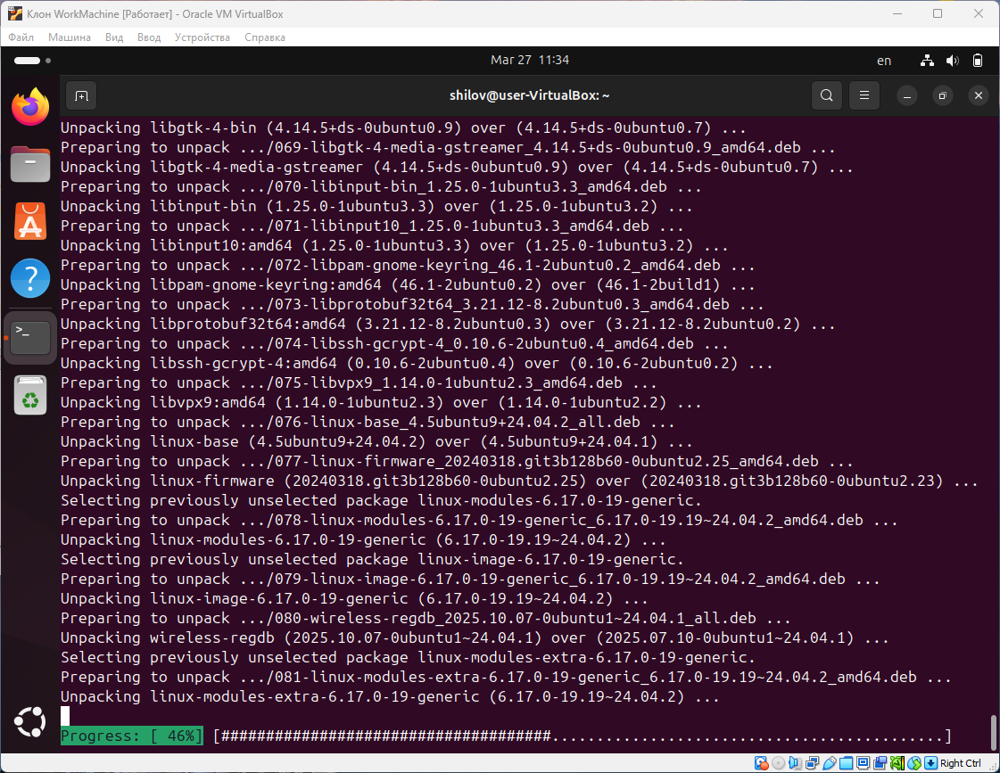 Клон WorkMachine [Работает] - Oracle VM VirtualBox
Файл Машина Вид Ввод Устройства Справка
Mar 27 11:34
en
shilov@user-VirtualBox: ~
Unpacking libgtk-4-bin (4.14.5+ds-0ubuntu0.9) over (4.14.5+ds-0ubuntu0.7) ...
Preparing to unpack .../069-libgtk-4-media-gstreamer_4.14.5+ds-0ubuntu0.9_amd64.deb ...
Unpacking libgtk-4-media-gstreamer (4.14.5+ds-0ubuntu0.9) over (4.14.5+ds-0ubuntu0.7) ...
Preparing to unpack .../070-libinput-bin_1.25.0-1ubuntu3.3_amd64.deb ...
Unpacking libinput-bin (1.25.0-1ubuntu3.3) over (1.25.0-1ubuntu3.2) ...
Preparing to unpack .../071-libinput10_1.25.0-1ubuntu3.3_amd64.deb ...
Unpacking libinput10:amd64 (1.25.0-1ubuntu3.3) over (1.25.0-1ubuntu3.2) ...
Preparing to unpack .../072-libpam-gnome-keyring_46.1-2ubuntu0.2_amd64.deb ...
Unpacking libpam-gnome-keyring:amd64 (46.1-2ubuntu0.2) over (46.1-2build1) ...
Preparing to unpack .../073-libprotobuf32t64_3.21.12-8.2ubuntu0.3_amd64.deb ...
Unpacking libprotobuf32t64:amd64 (3.21.12-8.2ubuntu0.3) over (3.21.12-8.2ubuntu0.2) ...
Preparing to unpack .../074-libssh-gcrypt-4_0.10.6-2ubuntu0.4_amd64.deb ...
Unpacking libssh-gcrypt-4:amd64 (0.10.6-2ubuntu0.4) over (0.10.6-2ubuntu0.2) ...
Preparing to unpack .../075-libvpx9_1.14.0-1ubuntu2.3_amd64.deb ...
Unpacking libvpx9:amd64 (1.14.0-1ubuntu2.3) over (1.14.0-1ubuntu2.2) ...
Preparing to unpack .../076-linux-base_4.5ubuntu9+24.04.2_all.deb ...
Unpacking linux-base (4.5ubuntu9+24.04.2) over (4.5ubuntu9+24.04.1) ...
Preparing to unpack .../077-linux-firmware_20240318.git3b128b60-0ubuntu2.25_amd64.deb ...
Unpacking linux-firmware (20240318.git3b128b60-0ubuntu2.25) over (20240318.git3b128b60-0ubuntu2.23) ...
Selecting previously unselected package linux-modules-6.17.0-19-generic.
Preparing to unpack .../078-linux-modules-6.17.0-19-generic_6.17.0-19.19~24.04.2_amd64.deb ...
Unpacking linux-modules-6.17.0-19-generic (6.17.0-19.19~24.04.2) ...
Selecting previously unselected package linux-image-6.17.0-19-generic.
Preparing to unpack .../079-linux-image-6.17.0-19-generic_6.17.0-19.19~24.04.2_amd64.deb ...
Unpacking linux-image-6.17.0-19-generic (6.17.0-19.19~24.04.2) ...
Preparing to unpack .../080-wireless-regdb_2025.10.07-0ubuntu1~24.04.1_all.deb ...
Unpacking wireless-regdb (2025.10.07-0ubuntu1~24.04.1) over (2025.07.10-0ubuntu1~24.04.1) ...
Selecting previously unselected package linux-modules-extra-6.17.0-19-generic.
Preparing to unpack .../081-linux-modules-extra-6.17.0-19-generic_6.17.0-19.19~24.04.2_amd64.deb ...
Unpacking linux-modules-extra-6.17.0-19-generic (6.17.0-19.19~24.04.2) ...
Progress: [ 46%] [#####################################............................................]
Right Ctrl